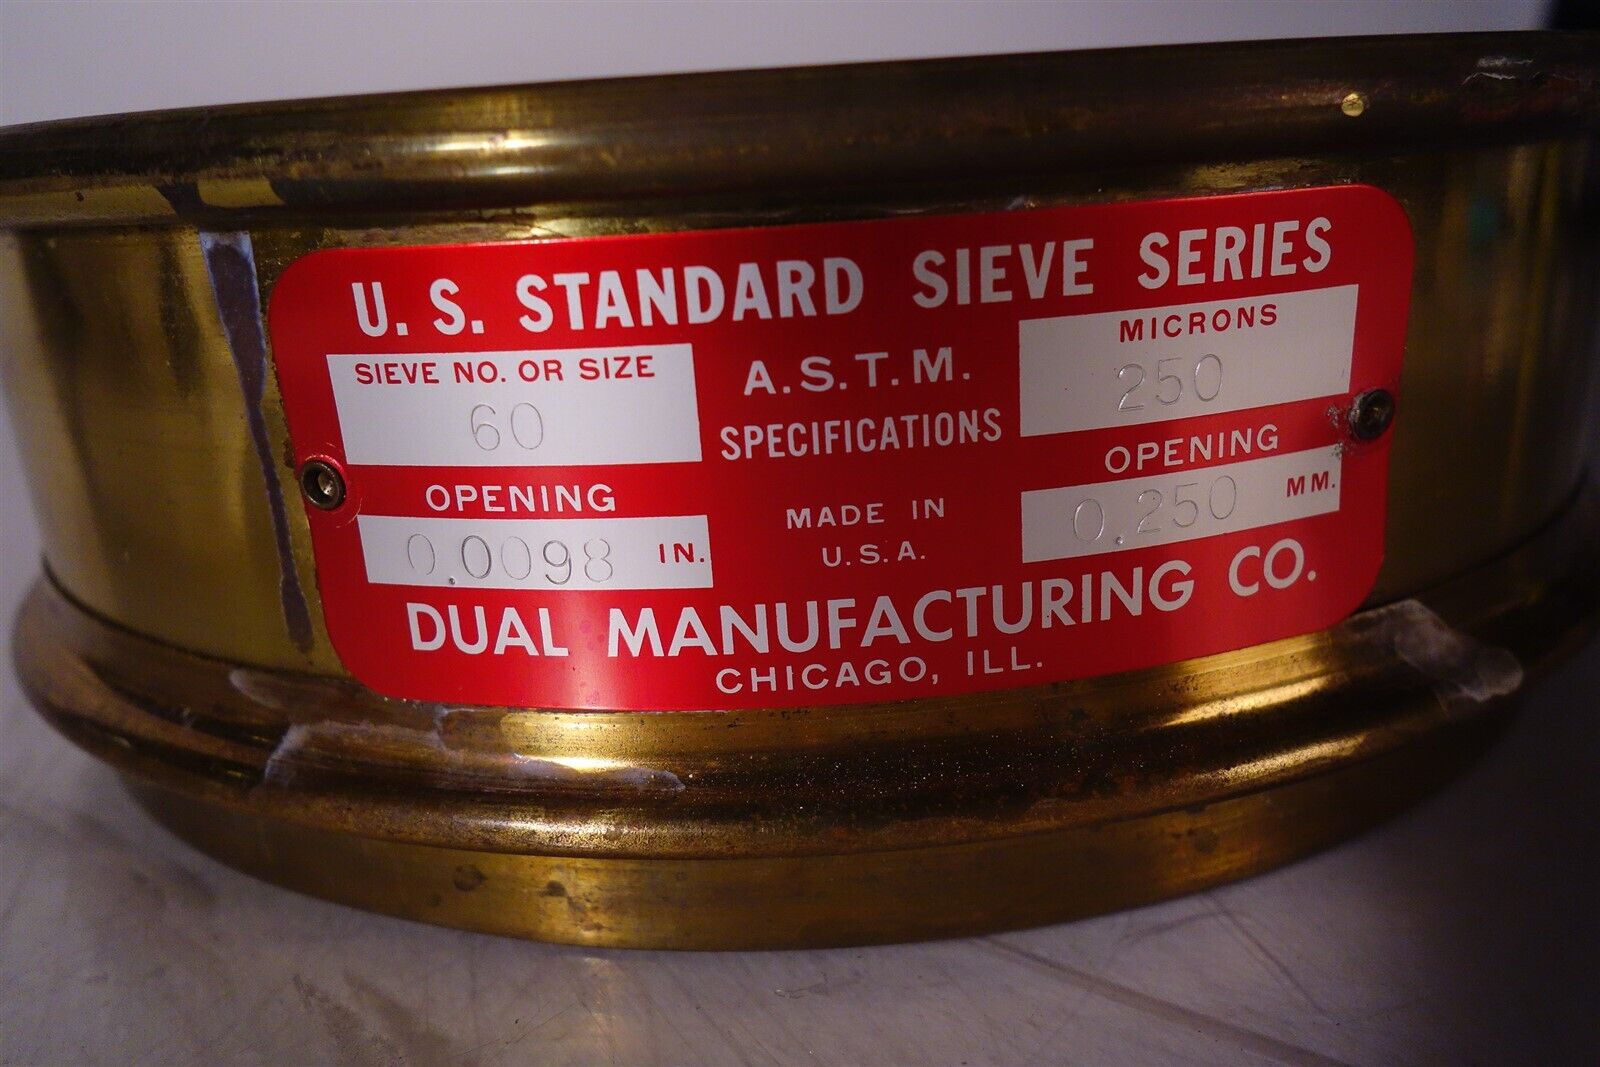 U. S. STANDARD SIEVE SERIES
SIEVE NO. OR SIZE
60
OPENING
0.0098 IN.
A.S.T.M.
SPECIFICATIONS
MADE IN
U.S.A.
MICRONS
250
OPENING
0.250 MM.
DUAL MANUFACTURING CO.
CHICAGO, ILL.